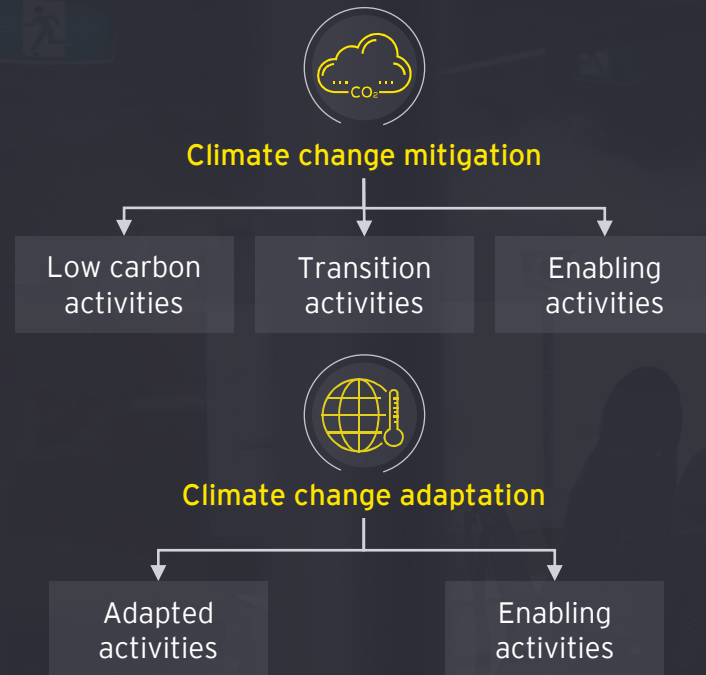 CO₂
Climate change mitigation
Low carbon
activities
Transition
activities
Enabling
activities
Climate change adaptation
Adapted
activities
Enabling
activities